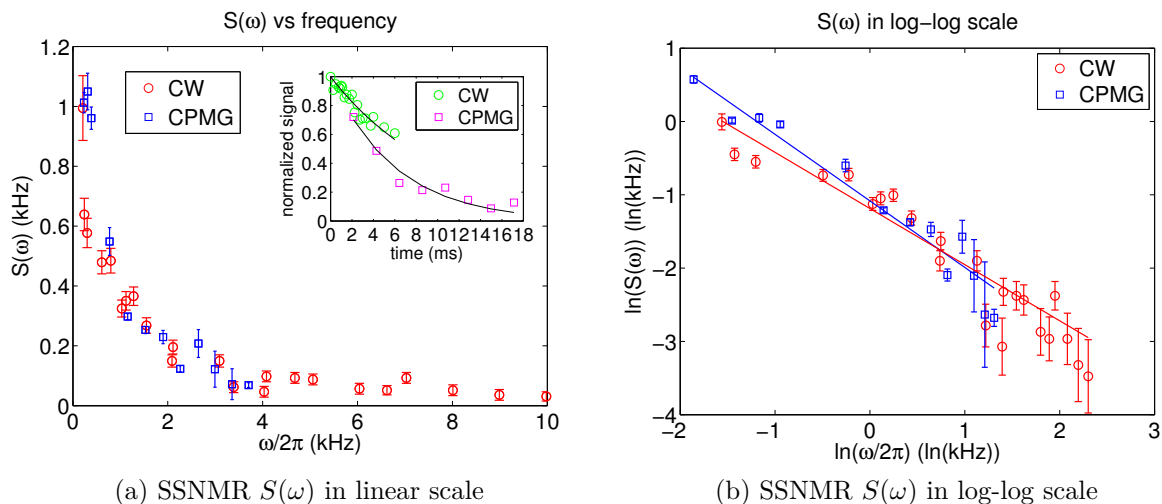 S(ω) vs frequency
1.2
1
0.8
0.6
0.4
0.2
0
S(ω) (kHz)
0 2 4 6 8 10
ω/2π (kHz)
CW
CPMG
1
0.8
0.6
0.4
0.2
0
normalized signal
0 2 4 6 8 10 12 14 16 18
time (ms)
CW
CPMG
(a) SSNMR S(ω) in linear scale
S(ω) in log−log scale
1
0
−1
−2
−3
−4
ln(S(ω)) (ln(kHz))
−2 −1 0 1 2
ln(ω/2π) (ln(kHz))
CW
CPMG
(b) SSNMR S(ω) in log-log scale